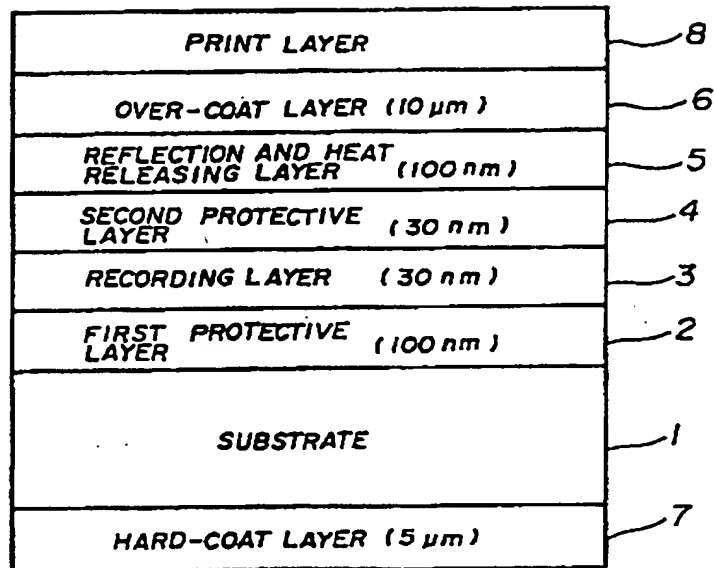 PRINT LAYER 8
OVER-COAT LAYER (10 µm) 6
REFLECTION AND HEAT
RELEASING LAYER (100 nm) 5
SECOND PROTECTIVE
LAYER (30 nm) 4
RECORDING LAYER (30 nm) 3
FIRST PROTECTIVE
LAYER (100 nm) 2
SUBSTRATE 1
HARD-COAT LAYER (5 µm) 7